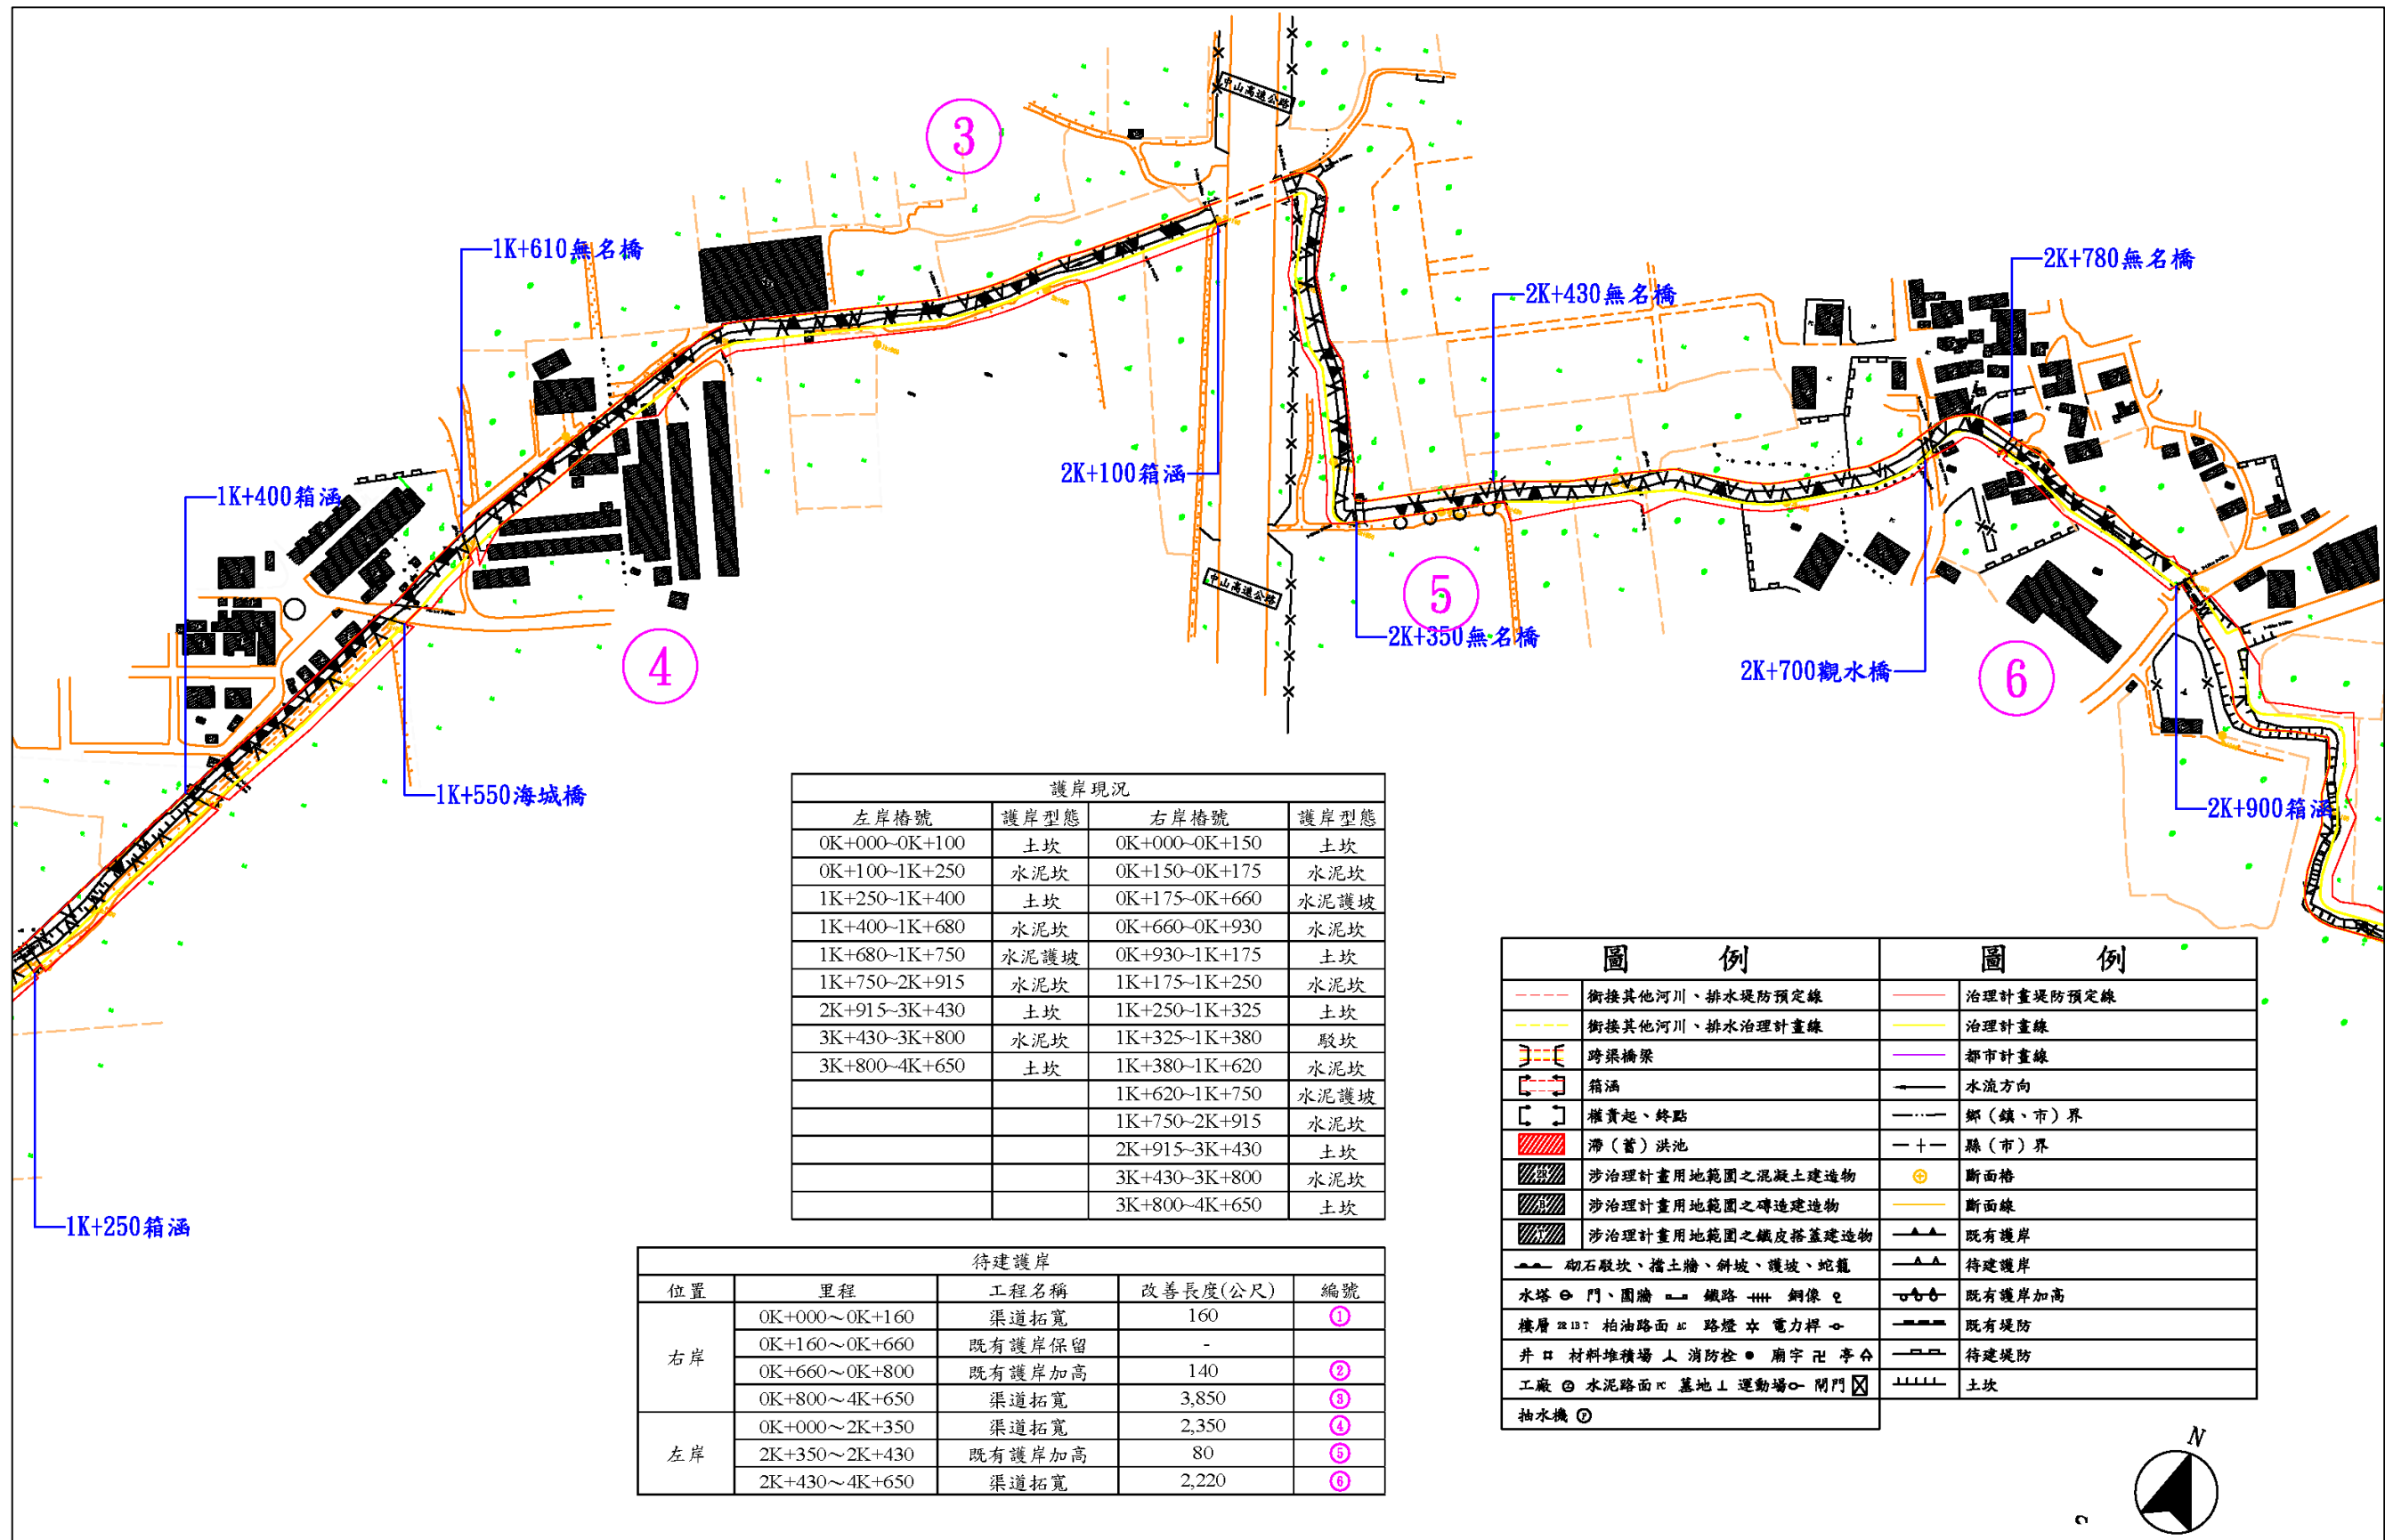 中山高速公路
3
1K+610無名橋
2K+780無名橋
2K+430無名橋
2K+100箱涵
1K+400箱涵
中山高速公路
5
2K+350無名橋
4
2K+700觀水橋
6
1K+550海城橋
2K+900箱涵
1K+250箱涵
護岸現況
左岸樁號 護岸型態 右岸樁號 護岸型態
0K+000~0K+100 土坎 0K+000~0K+150 土坎
0K+100~1K+250 水泥坎 0K+150~0K+175 水泥坎
1K+250~1K+400 土坎 0K+175~0K+660 水泥護坡
1K+400~1K+680 水泥坎 0K+660~0K+930 水泥坎
1K+680~1K+750 水泥護坡 0K+930~1K+175 土坎
1K+750~2K+915 水泥坎 1K+175~1K+250 水泥坎
2K+915~3K+430 土坎 1K+250~1K+325 土坎
3K+430~3K+800 水泥坎 1K+325~1K+380 駁坎
3K+800~4K+650 土坎 1K+380~1K+620 水泥坎
1K+620~1K+750 水泥護坡
1K+750~2K+915 水泥坎
2K+915~3K+430 土坎
3K+430~3K+800 水泥坎
3K+800~4K+650 土坎
待建護岸
位置 里程 工程名稱 改善長度(公尺) 編號
右岸
0K+000～0K+160 渠道拓寬 160 ①
0K+160～0K+660 既有護岸保留 -
0K+660～0K+800 既有護岸加高 140 ②
0K+800～4K+650 渠道拓寬 3,850 ③
左岸
0K+000～2K+350 渠道拓寬 2,350 ④
2K+350～2K+430 既有護岸加高 80 ⑤
2K+430～4K+650 渠道拓寬 2,220 ⑥
圖 例 圖 例
銜接其他河川、排水堤防預定線 治理計畫堤防預定線
銜接其他河川、排水治理計畫線 治理計畫線
跨渠橋梁 都市計畫線
箱涵 水流方向
權責起、終點 鄉（鎮、市）界
滯（蓄）洪池 縣（市）界
涉治理計畫用地範圍之混凝土建造物 斷面樁
涉治理計畫用地範圍之磚造建造物 斷面線
涉治理計畫用地範圍之鐵皮搭蓋建造物 既有護岸
砌石駁坎、擋土牆、斜坡、護坡、蛇籠 待建護岸
水塔 門、圍牆 鐵路 銅像 既有護岸加高
樓層 2R 1B T 柏油路面 AC 路燈 電力桿 既有堤防
井 材料堆積場 消防栓 廟宇 卍 亭 待建堤防
工廠 水泥路面 PC 墓地 運動場 閘門 土坎
抽水機 Ⓟ
N
2